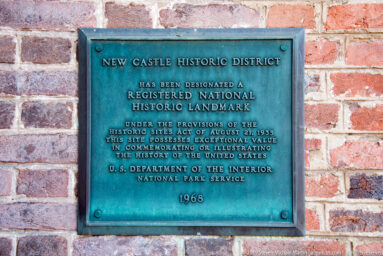 NEW CASTLE HISTORIC DISTRICT
HAS BEEN DESIGNATED A
REGISTERED NATIONAL
HISTORIC LANDMARK
UNDER THE PROVISIONS OF THE
HISTORIC SITES ACT OF AUGUST 21, 1935
THIS SITE POSSESSES EXCEPTIONAL VALUE
IN COMMEMORATING OR ILLUSTRATING
THE HISTORY OF THE UNITED STATES
U.S. DEPARTMENT OF THE INTERIOR
NATIONAL PARK SERVICE
1968